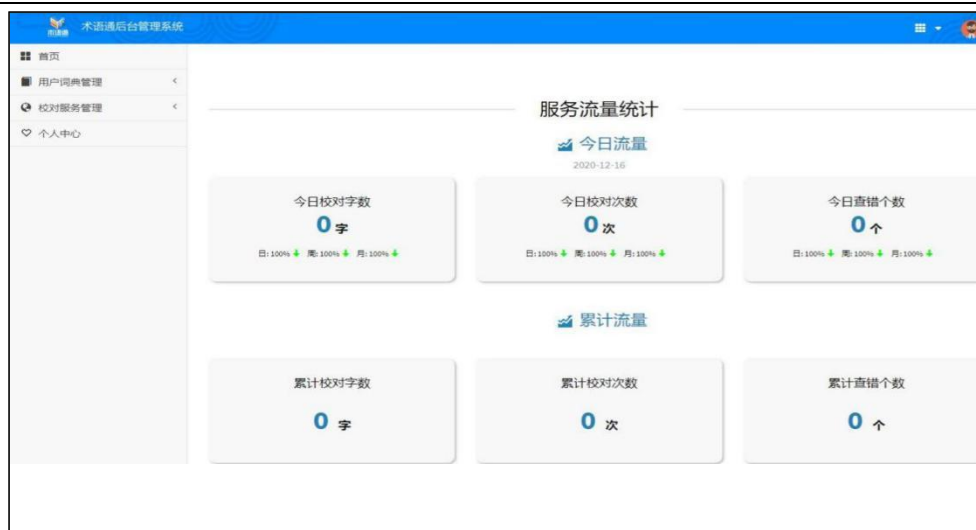 术语通 术语通后台管理系统
首页
用户词典管理
校对服务管理
个人中心
服务流量统计
今日流量
2020-12-16
今日校对字数
0 字
日:100% 周:100% 月:100%
今日校对次数
0 次
日:100% 周:100% 月:100%
今日查错个数
0 个
日:100% 周:100% 月:100%
累计流量
累计校对字数
0 字
累计校对次数
0 次
累计查错个数
0 个